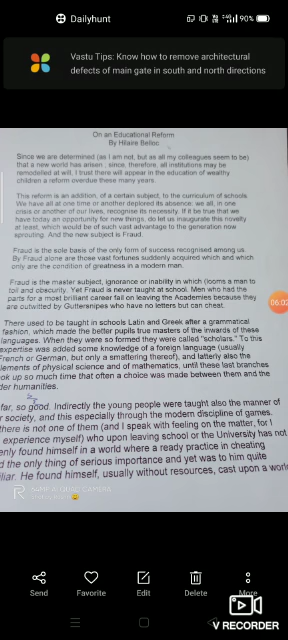 Dailyhunt
90%
Vastu Tips: Know how to remove architectural
defects of main gate in south and north directions
On an Educational Reform
By Hilaire Belloc
Since we are determined (as I am not, but as all my colleagues seem to be)
that a new world has arisen; since, therefore, all institutions may be
remodelled at will, I trust there will appear in the education of wealthy
children a reform overdue these many years.
This reform is an addition, of a certain subject, to the curriculum of schools.
We have all at one time or another deplored its absence: we all, in one
crisis or another of our lives, recognise its necessity. If it be true that we
have today an opportunity for new things, do let us inaugurate this novelty
at least, which would be of such vast advantage to the generation now
sprouting. And the new subject is Fraud.
Fraud is the sole basis of the only form of success recognised among us.
By Fraud alone are those vast fortunes suddenly acquired which and which
only are the condition of greatness in a modern man.
Fraud is the master subject, ignorance or inability in which dooms a man to
toil and obscurity. Yet Fraud is never taught at school. Men who had the
parts for a most brilliant career fail on leaving the Academies because they
are outwitted by Guttersnipes who have no letters but can cheat.
06:02
There used to be taught in schools Latin and Greek after a grammatical
fashion, which made the better pupils true masters of the inwards of these
languages. When they were so formed they were called "scholars." To this
expertise was added some knowledge of a foreign language (usually
French or German, but only a smattering thereof), and latterly also the
elements of physical science and of mathematics, until these last branches
ook up so much time that often a choice was made between them and the
der humanities.
far, so good. Indirectly the young people were taught also the manner of
r society, and this especially through the modern discipline of games.
there is not one of them (and I speak with feeling on the matter, for I
experience myself) who upon leaving school or the University has not
enly found himself in a world where a ready practice in cheating
d the only thing of serious importance and yet was to him quite
iliar. He found himself, usually without resources, cast upon a world
QUAD CAMERA
Send
Favorite
Edit
Delete
More
V RECORDER